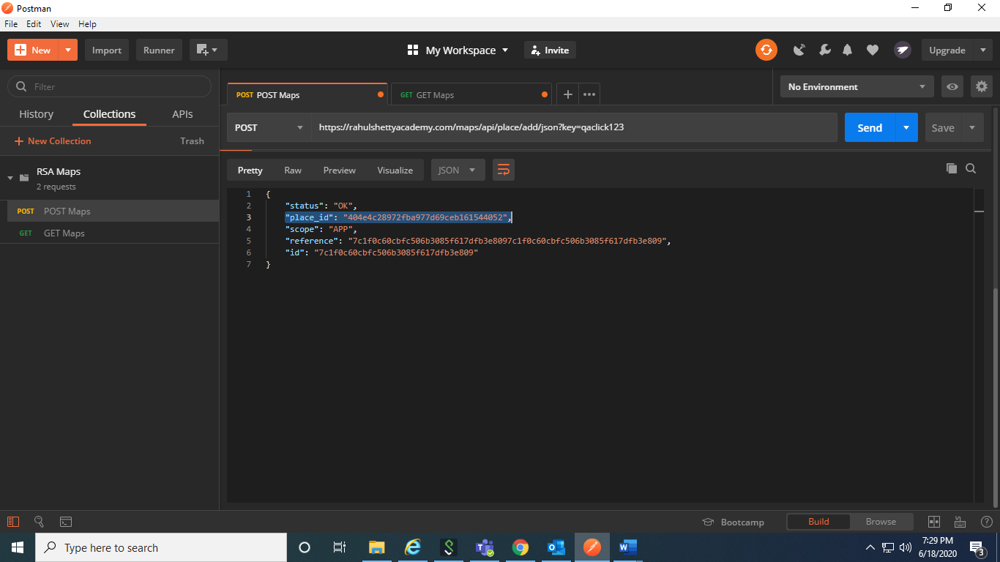 Postman
File Edit View Help
New Import Runner My Workspace Invite Upgrade
Filter
History Collections APIs
New Collection Trash
RSA Maps
2 requests
POST POST Maps
GET GET Maps
POST POST Maps GET GET Maps No Environment
POST https://rahulshettyacademy.com/maps/api/place/add/json?key=qaclick123 Send Save
Pretty Raw Preview Visualize JSON
1 {
2 "status": "OK",
3 "place_id": "404e4c28972fba977d69ceb161544052",
4 "scope": "APP",
5 "reference": "7c1f0c60cbfc506b3085f617dfb3e8097c1f0c60cbfc506b3085f617dfb3e809",
6 "id": "7c1f0c60cbfc506b3085f617dfb3e809"
7 }
Bootcamp Build Browse
Type here to search
7:29 PM
6/18/2020
3